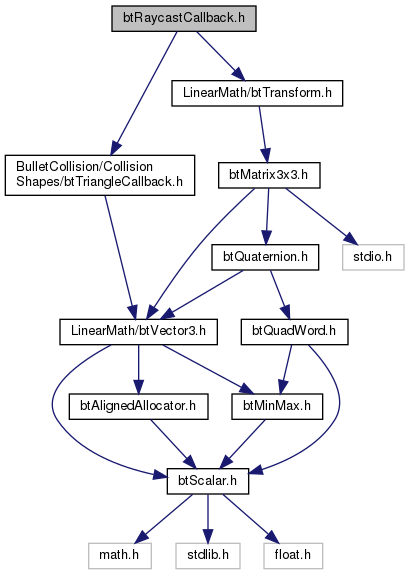 btRaycastCallback.h
LinearMath/btTransform.h
BulletCollision/Collision
Shapes/btTriangleCallback.h
btMatrix3x3.h
btQuaternion.h
stdio.h
LinearMath/btVector3.h
btQuadWord.h
btAlignedAllocator.h
btMinMax.h
btScalar.h
math.h
stdlib.h
float.h